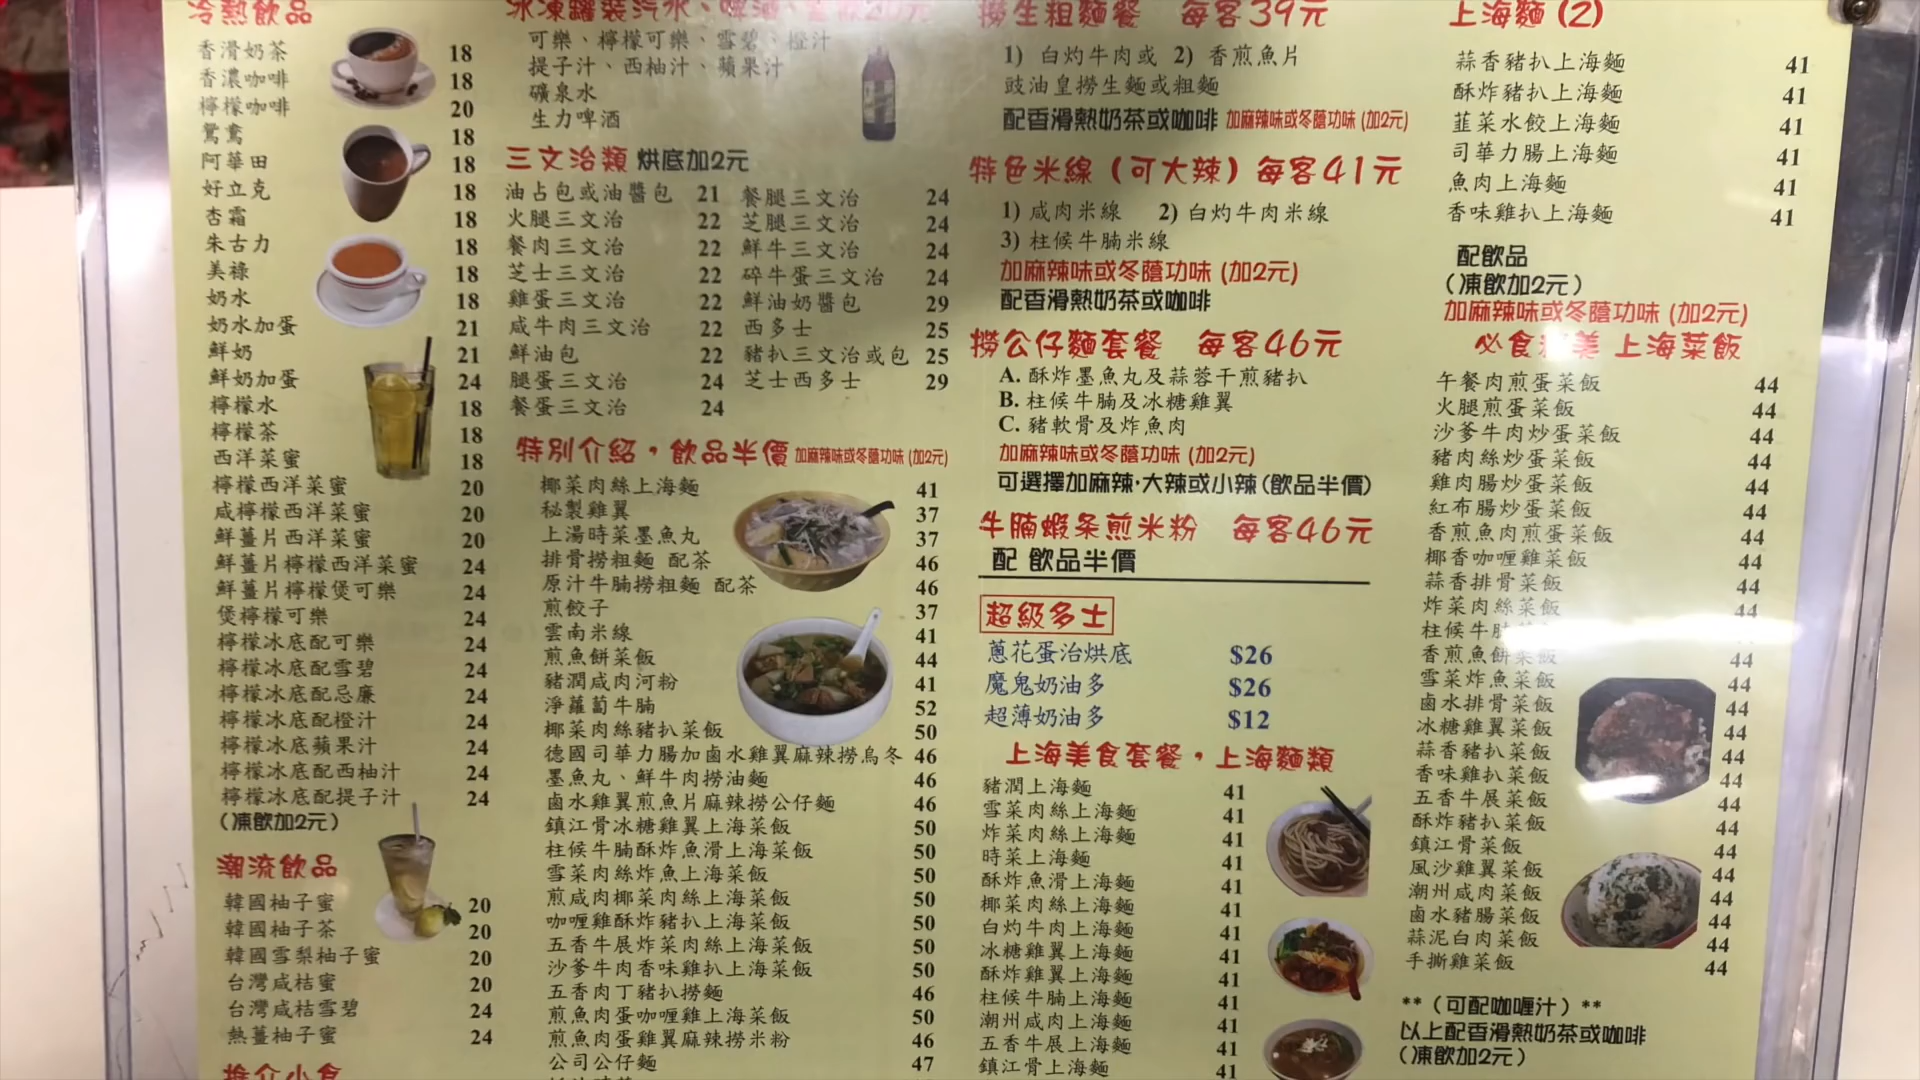 冷熱飲品
香滑奶茶 18
香濃咖啡 18
檸檬咖啡 20
鴛鴦 18
阿華田 18
好立克 18
杏霜 18
朱古力 18
美祿 18
奶水 18
奶水加蛋 21
鮮奶 21
鮮奶加蛋 24
檸檬水 18
檸檬茶 18
西洋菜蜜 18
檸檬西洋菜蜜 20
咸檸檬西洋菜蜜 20
鮮薑片西洋菜蜜 20
鮮薑片檸檬西洋菜蜜 24
鮮薑片檸檬煲可樂 24
煲檸檬可樂 24
檸檬冰底配可樂 24
檸檬冰底配雪碧 24
檸檬冰底配忌廉 24
檸檬冰底配橙汁 24
檸檬冰底蘋果汁 24
檸檬冰底配西柚汁 24
檸檬冰底配提子汁 24
(凍飲加2元)
潮流飲品
韓國柚子蜜 20
韓國柚子茶 20
韓國雪梨柚子蜜 20
台灣咸桔蜜 20
台灣咸桔雪碧 24
熱薑柚子蜜 24
推介小食
冰凍罐裝汽水、啤酒
可樂、檸檬可樂、雪碧、橙汁
提子汁、西柚汁、蘋果汁
礦泉水
生力啤酒
三文治類 烘底加2元
油占包或油醬包 21
火腿三文治 22
餐肉三文治 22
芝士三文治 22
雞蛋三文治 22
咸牛肉三文治 22
鮮油包 22
腿蛋三文治 24
餐蛋三文治 24
餐腿三文治 24
芝腿三文治 24
鮮牛三文治 24
碎牛蛋三文治 24
鮮油奶醬包 29
西多士 25
豬扒三文治或包 25
芝士西多士 29
特別介紹，飲品半價 加麻辣味或冬蔭功味 (加2元)
椰菜肉絲上海麵 41
秘製雞翼 37
上湯時菜墨魚丸 37
排骨撈粗麵 配茶 46
原汁牛腩撈粗麵 配茶 46
煎餃子 37
雲南米線 41
煎魚餅菜飯 44
豬潤咸肉河粉 41
淨蘿蔔牛腩 52
椰菜肉絲豬扒菜飯 50
德國司華力腸加鹵水雞翼麻辣撈烏冬 46
墨魚丸、鮮牛肉撈油麵 46
鹵水雞翼煎魚片麻辣撈公仔麵 46
鎮江骨冰糖雞翼上海菜飯 50
柱候牛腩酥炸魚滑上海菜飯 50
雪菜肉絲炸魚上海菜飯 50
煎咸肉椰菜肉絲上海菜飯 50
咖喱雞酥炸豬扒上海菜飯 50
五香牛展炸菜肉絲上海菜飯 50
沙爹牛肉香味雞扒上海菜飯 50
五香肉丁豬扒撈麵 46
煎魚肉蛋咖喱雞上海菜飯 50
煎魚肉蛋雞翼麻辣撈米粉 46
公司公仔麵 47
撈生粗麵餐 每客39元
1) 白灼牛肉或 2) 香煎魚片
豉油皇撈生麵或粗麵
配香滑熱奶茶或咖啡 加麻辣味或冬蔭功味 (加2元)
特色米線 (可大辣) 每客41元
1) 咸肉米線 2) 白灼牛肉米線
3) 柱候牛腩米線
加麻辣味或冬蔭功味 (加2元)
配香滑熱奶茶或咖啡
撈公仔麵套餐 每客46元
A. 酥炸墨魚丸及蒜蓉干煎豬扒
B. 柱候牛腩及冰糖雞翼
C. 豬軟骨及炸魚肉
加麻辣味或冬蔭功味 (加2元)
可選擇加麻辣·大辣或小辣 (飲品半價)
牛腩蝦条煎米粉 每客46元
配 飲品半價
超級多士
蔥花蛋治烘底 $26
魔鬼奶油多 $26
超薄奶油多 $12
上海美食套餐，上海麵類
豬潤上海麵 41
雪菜肉絲上海麵 41
炸菜肉絲上海麵 41
時菜上海麵 41
酥炸魚滑上海麵 41
椰菜肉絲上海麵 41
白灼牛肉上海麵 41
冰糖雞翼上海麵 41
酥炸雞翼上海麵 41
柱候牛腩上海麵 41
潮州咸肉上海麵 41
五香牛展上海麵 41
鎮江骨上海麵 41
上海麵 (2)
蒜香豬扒上海麵 41
酥炸豬扒上海麵 41
韮菜水餃上海麵 41
司華力腸上海麵 41
魚肉上海麵 41
香味雞扒上海麵 41
配飲品
(凍飲加2元)
加麻辣味或冬蔭功味 (加2元)
必食 美 上海菜飯
午餐肉煎蛋菜飯 44
火腿煎蛋菜飯 44
沙爹牛肉炒蛋菜飯 44
豬肉絲炒蛋菜飯 44
雞肉腸炒蛋菜飯 44
紅布腸炒蛋菜飯 44
香煎魚肉煎蛋菜飯 44
椰香咖喱雞菜飯 44
蒜香排骨菜飯 44
炸菜肉絲菜飯 44
柱候牛
香煎魚餅菜飯 44
雪菜炸魚菜飯 44
鹵水排骨菜飯 44
冰糖雞翼菜飯 44
蒜香豬扒菜飯 44
香味雞扒菜飯 44
五香牛展菜飯 44
酥炸豬扒菜飯 44
鎮江骨菜飯 44
風沙雞翼菜飯 44
潮州咸肉菜飯 44
鹵水豬腸菜飯 44
蒜泥白肉菜飯 44
手撕雞菜飯 44
**(可配咖喱汁)**
以上配香滑熱奶茶或咖啡
(凍飲加2元)